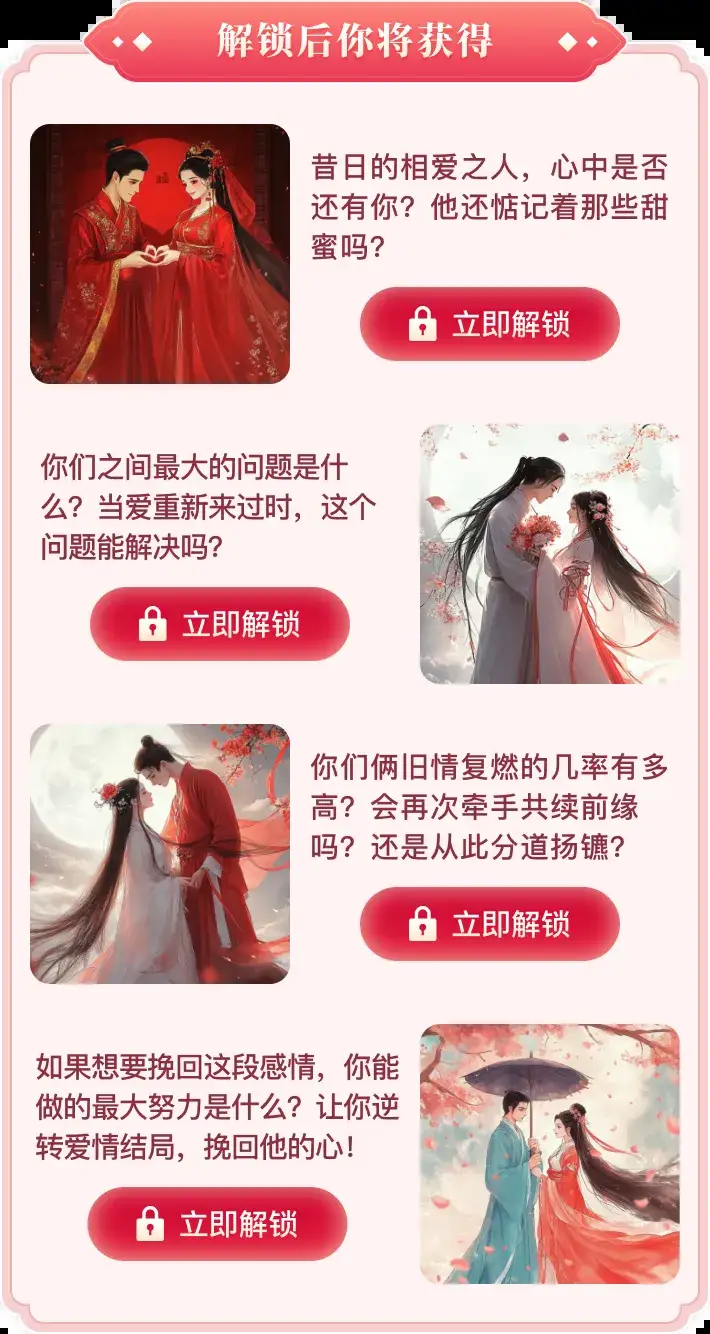 解锁后你将获得
昔日的相爱之人，心中是否
还有你？他还惦记着那些甜
蜜吗？
立即解锁
你们之间最大的问题是什
么？当爱重新来过时，这个
问题能解决吗？
立即解锁
你们俩旧情复燃的几率有多
高？会再次牵手共续前缘
吗？还是从此分道扬镳？
立即解锁
如果想要挽回这段感情，你能
做的最大努力是什么？让你逆
转爱情结局，挽回他的心！
立即解锁